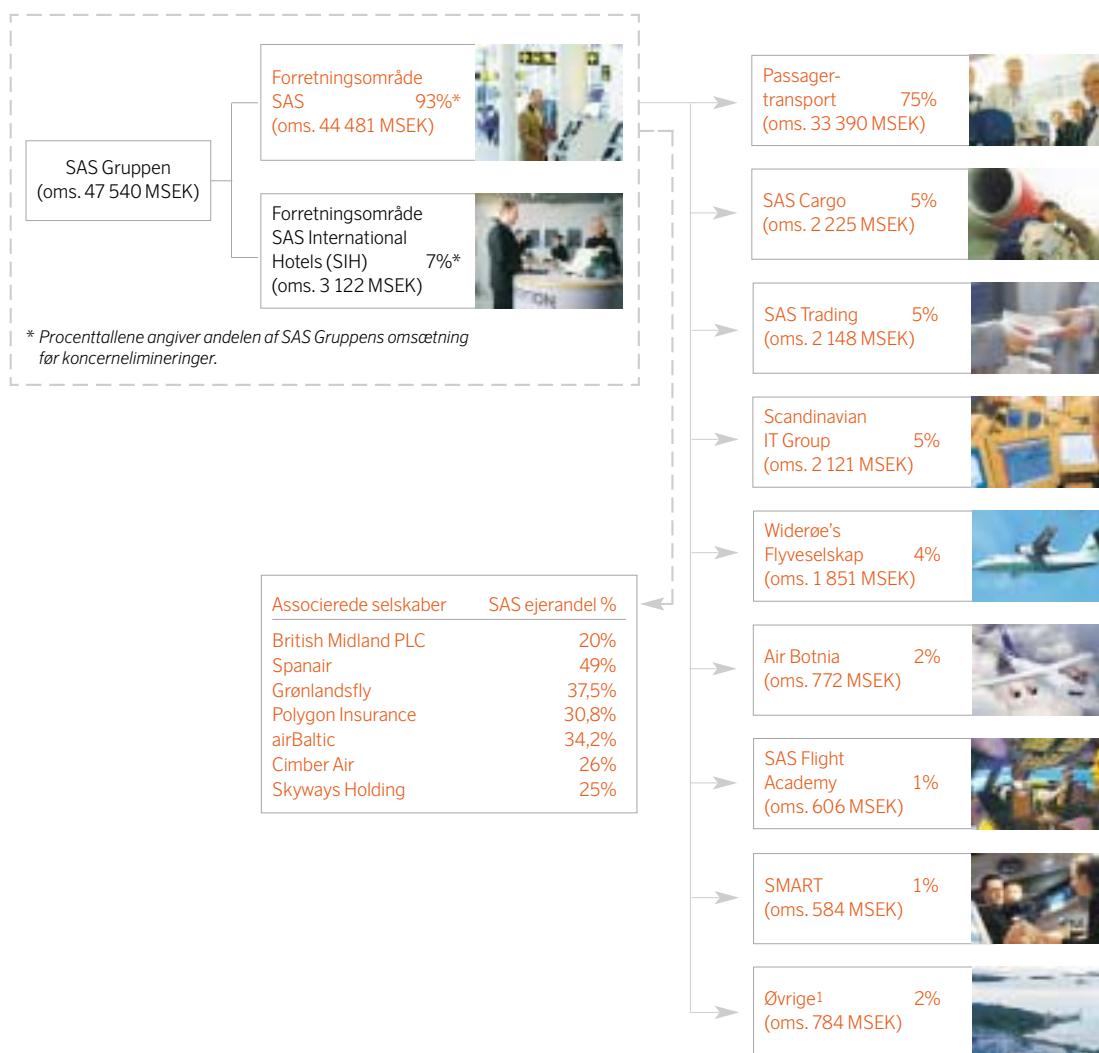 SAS Gruppen
(oms. 47 540 MSEK)
Forretningsområde
SAS 93%*
(oms. 44 481 MSEK)
Forretningsområde
SAS International
Hotels (SIH) 7%*
(oms. 3 122 MSEK)
* Procenttallene angiver andelen af SAS Gruppens omsætning
før koncernelimineringer.
Associerede selskaber SAS ejerandel %
British Midland PLC 20%
Spanair 49%
Grønlandsfly 37,5%
Polygon Insurance 30,8%
airBaltic 34,2%
Cimber Air 26%
Skyways Holding 25%
Passager-
transport 75%
(oms. 33 390 MSEK)
SAS Cargo 5%
(oms. 2 225 MSEK)
SAS Trading 5%
(oms. 2 148 MSEK)
Scandinavian
IT Group 5%
(oms. 2 121 MSEK)
Widerøe's
Flyveselskap 4%
(oms. 1 851 MSEK)
Air Botnia 2%
(oms. 772 MSEK)
SAS Flight
Academy 1%
(oms. 606 MSEK)
SMART 1%
(oms. 584 MSEK)
Øvrige1 2%
(oms. 784 MSEK)